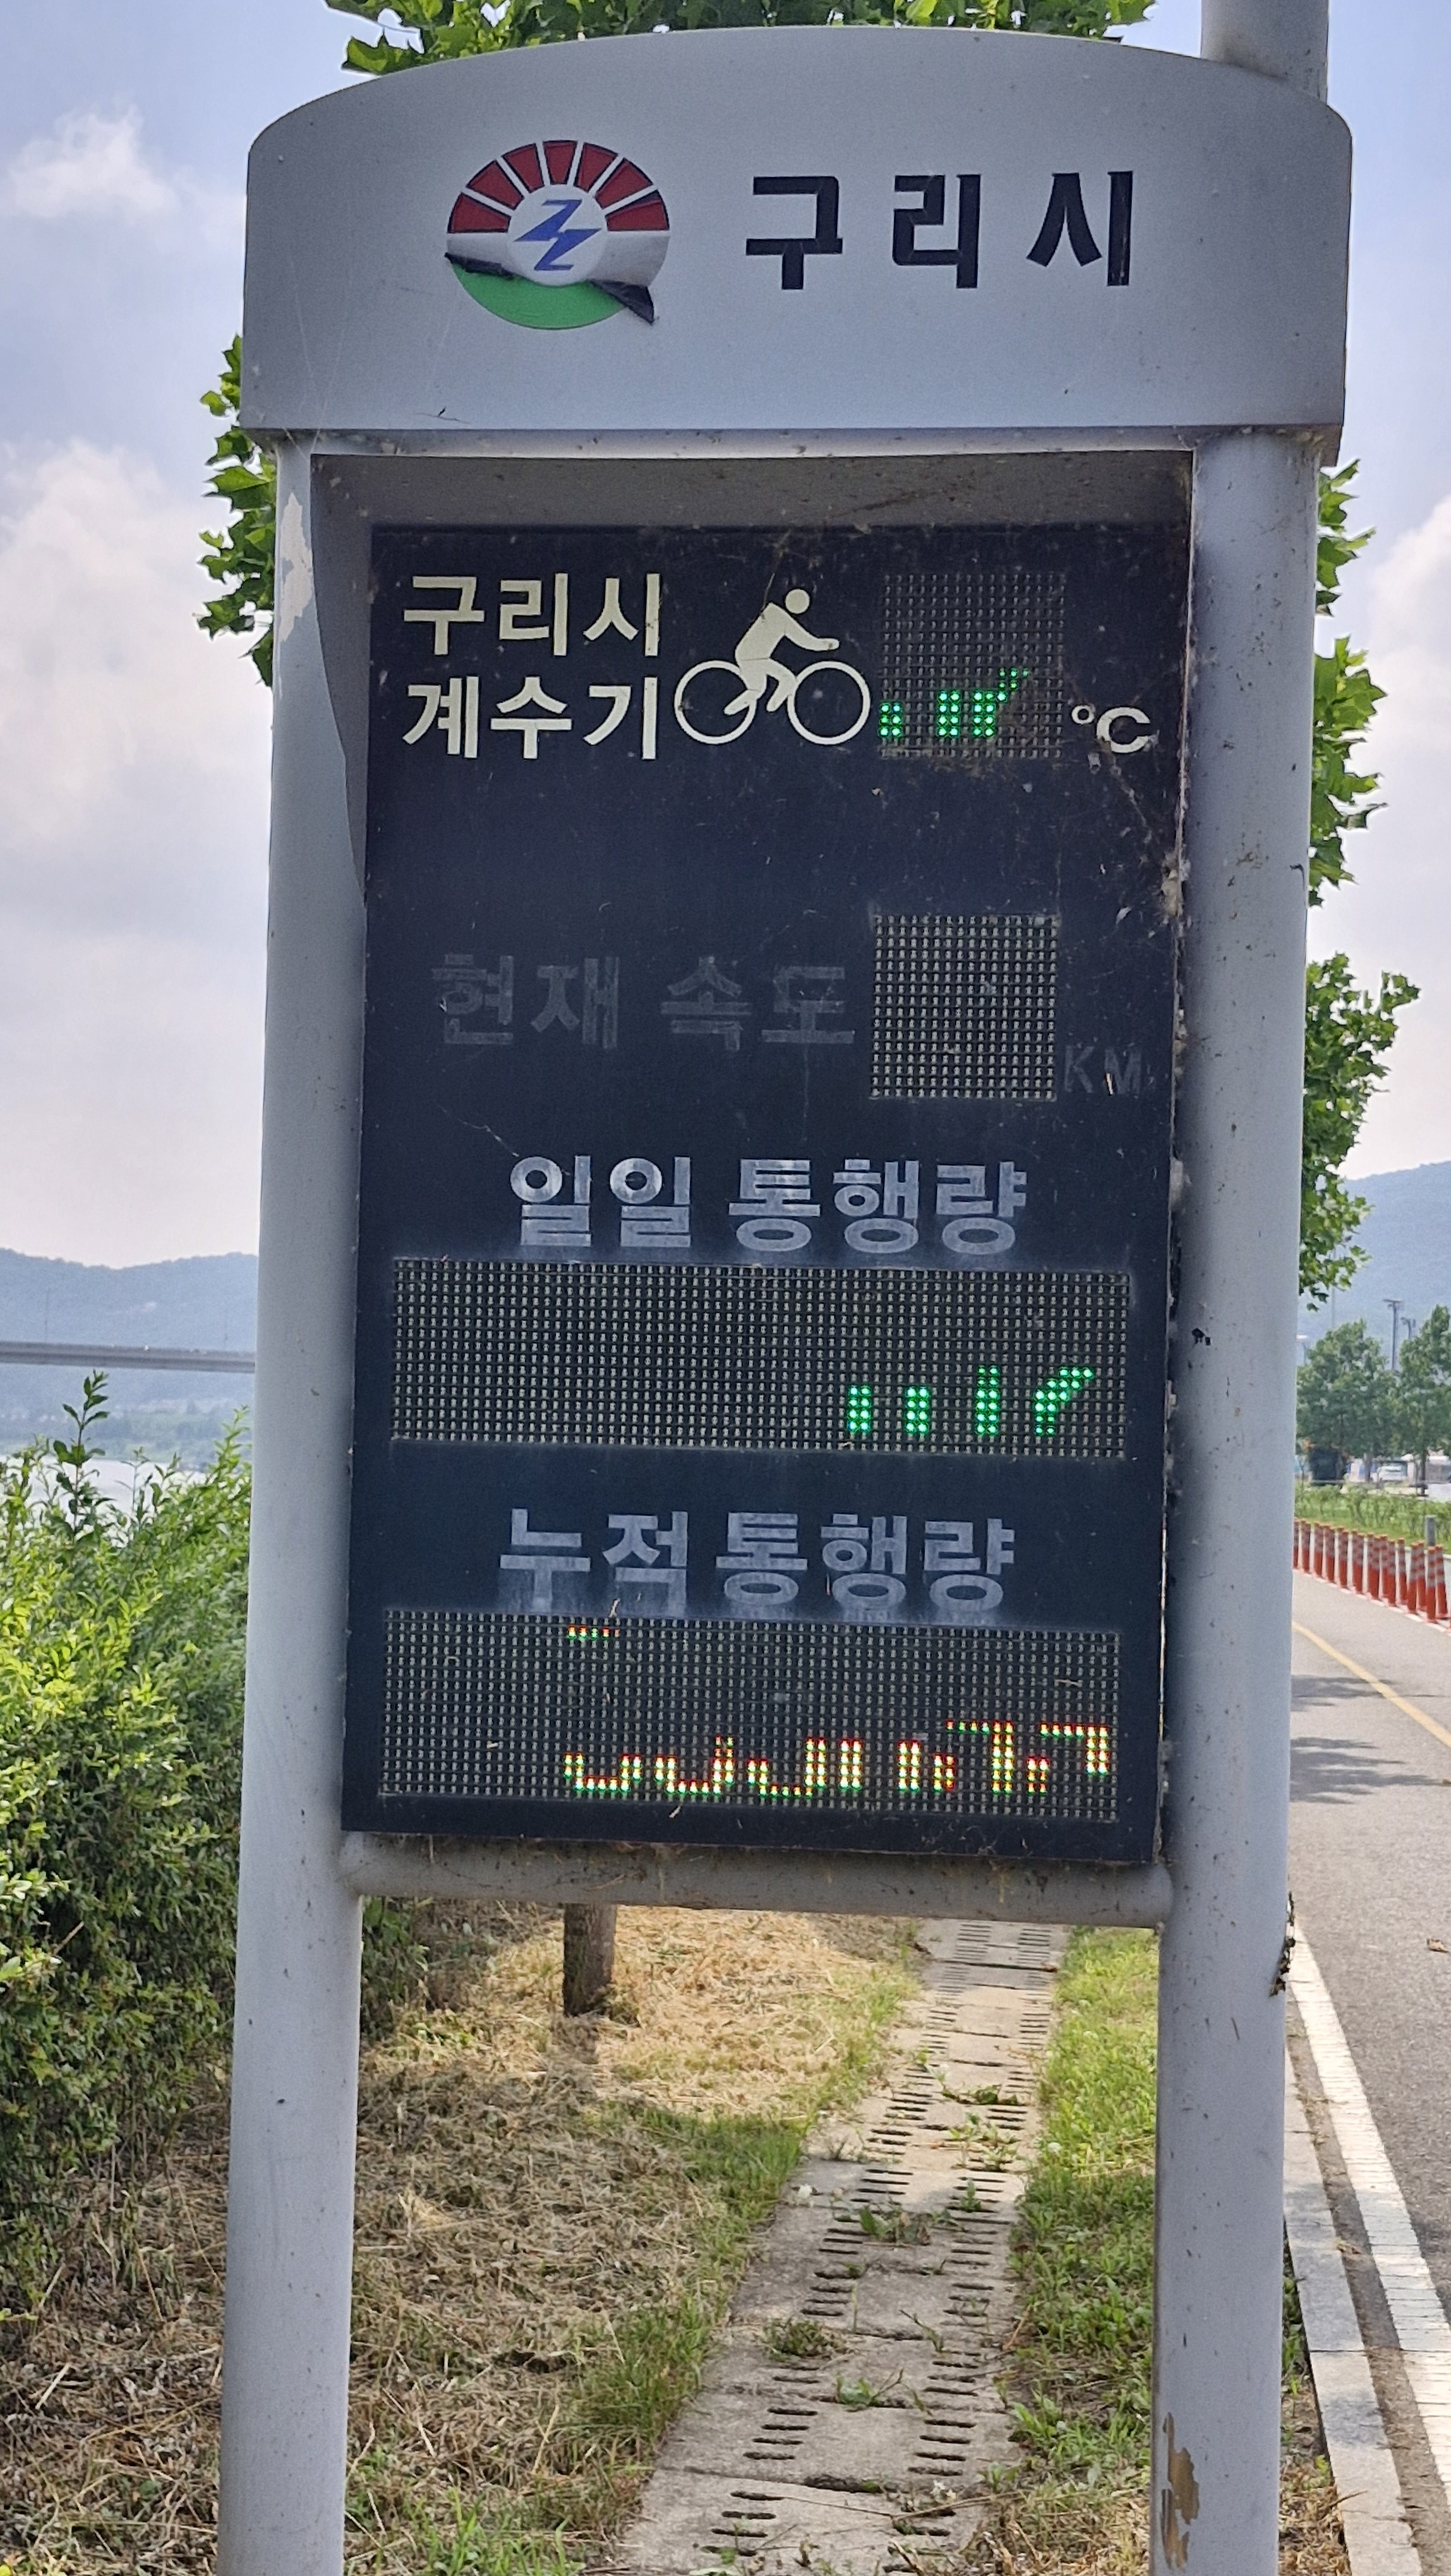 구리시
구리시
계수기
°C
현재 속도
KM
일일 통행량
누적 통행량